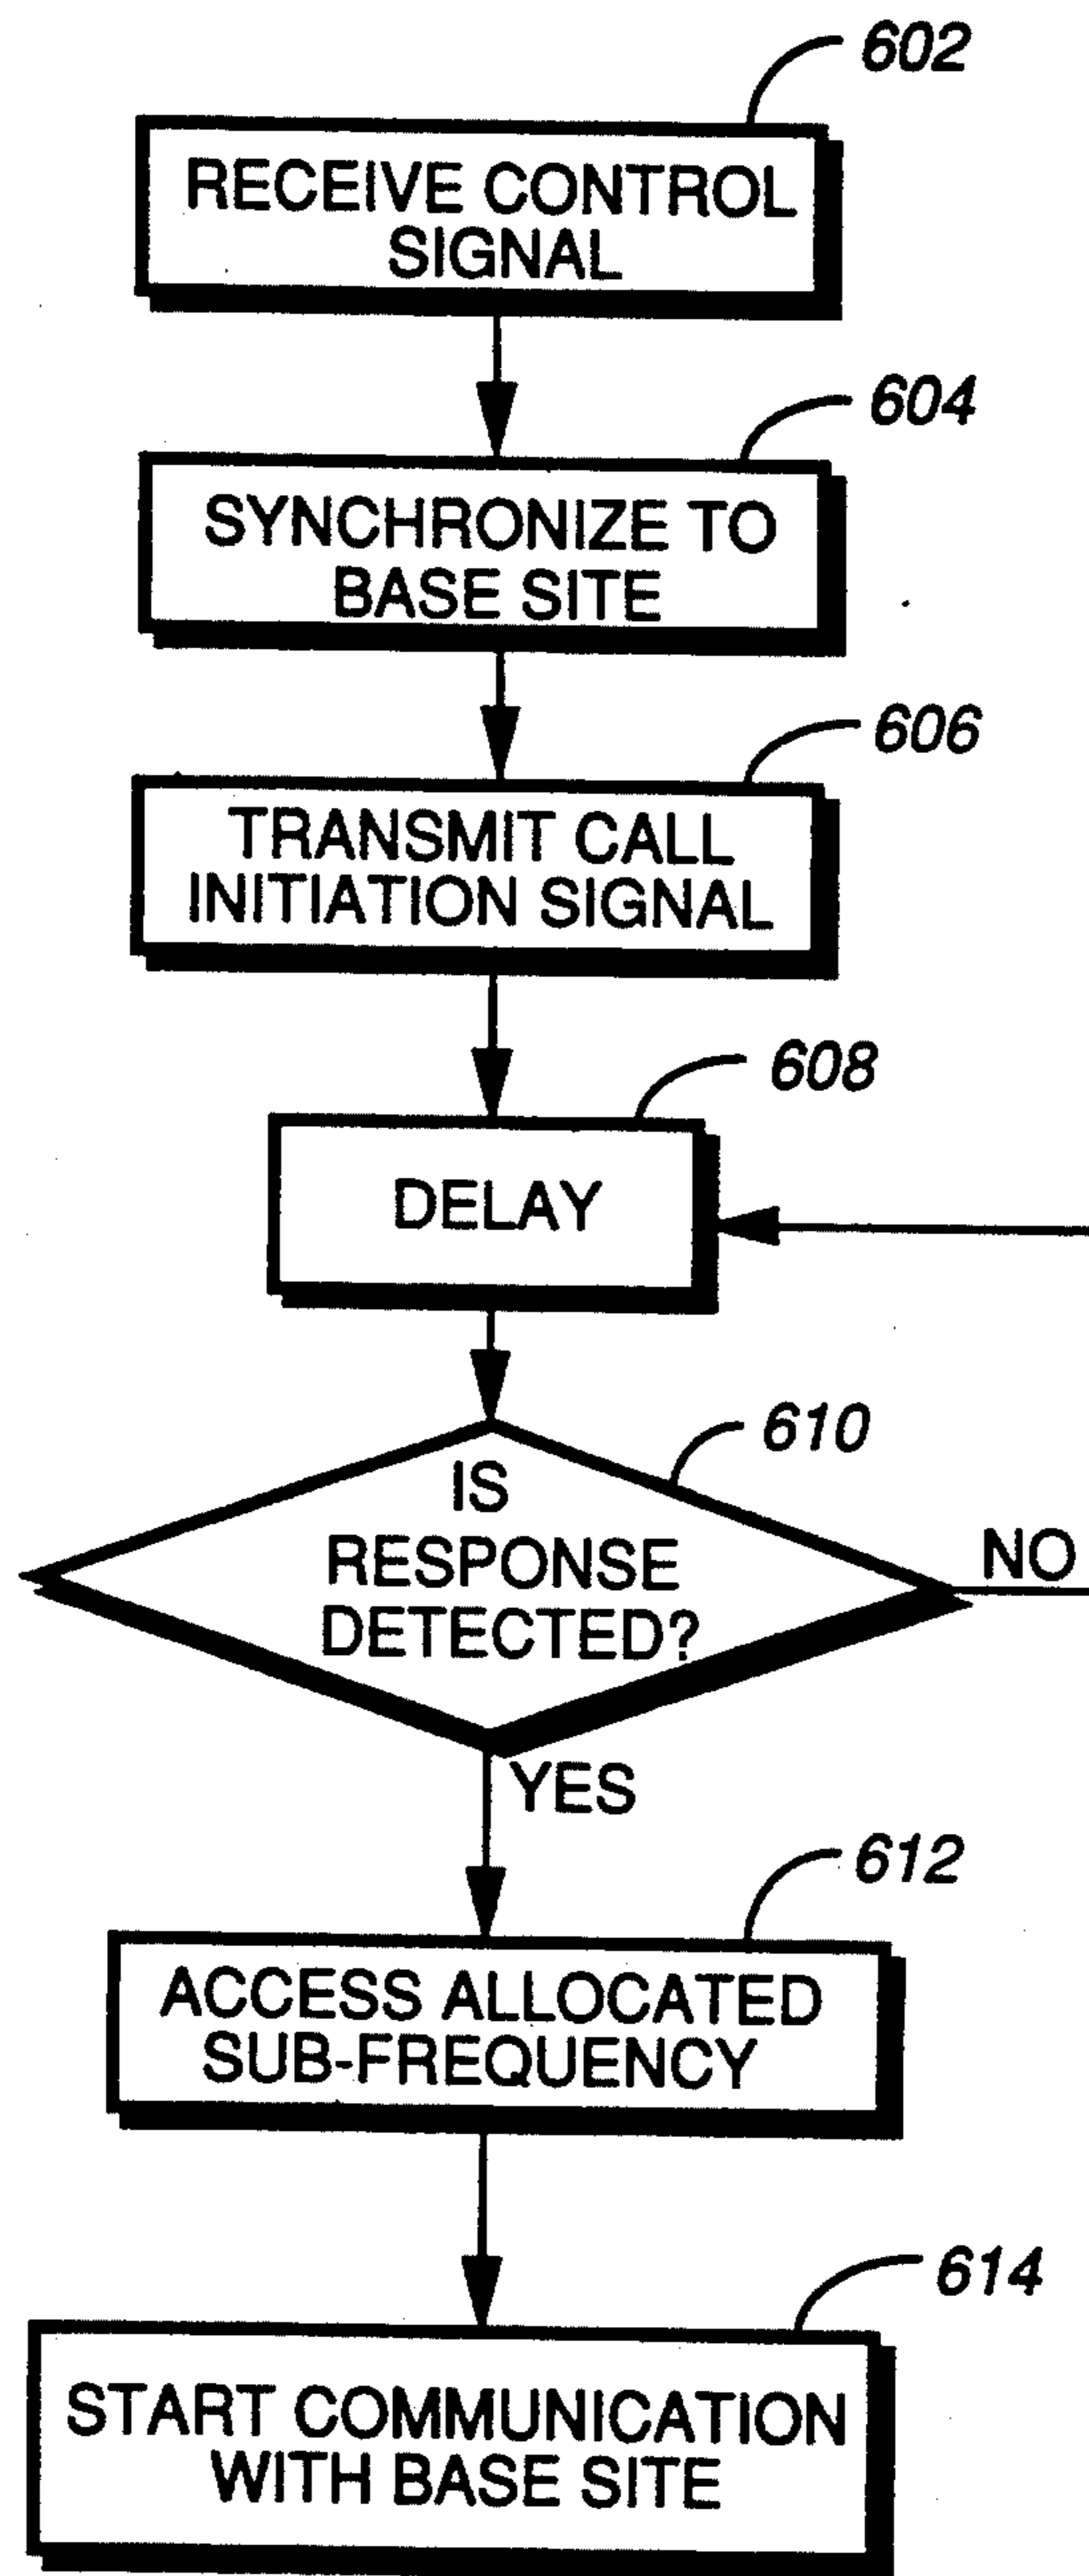 602
RECEIVE CONTROL
SIGNAL
604
SYNCHRONIZE TO
BASE SITE
606
TRANSMIT CALL
INITIATION SIGNAL
608
DELAY
610
IS
RESPONSE
DETECTED?
NO
YES
612
ACCESS ALLOCATED
SUB-FREQUENCY
614
START COMMUNICATION
WITH BASE SITE